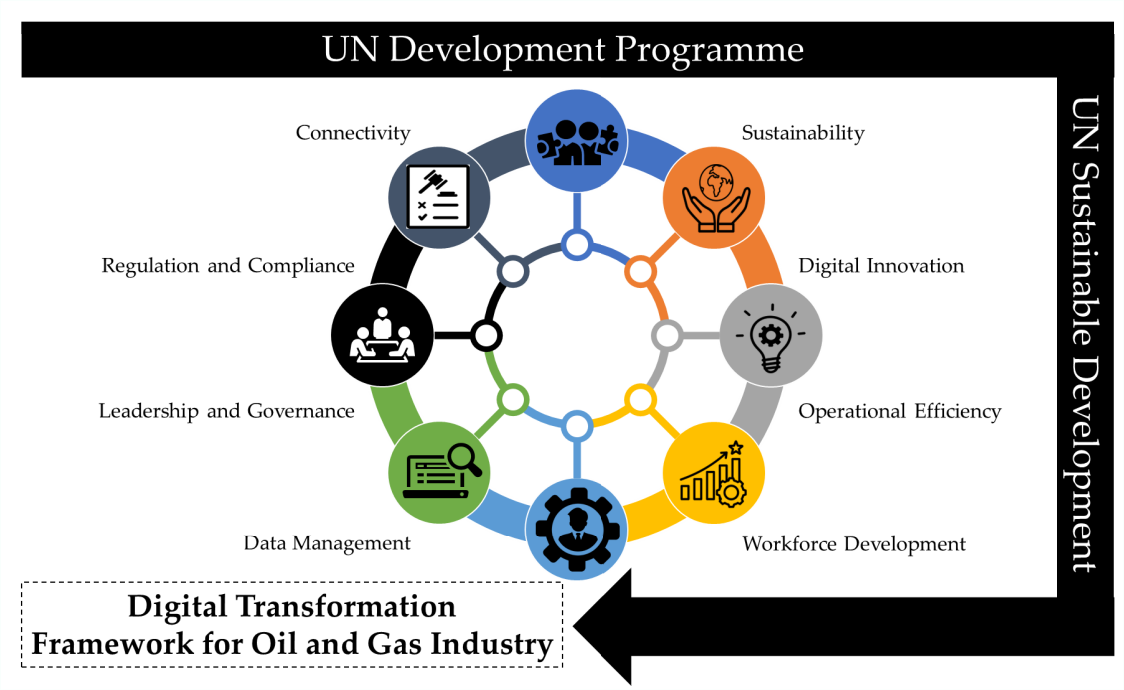 UN Development Programme
UN Sustainable Development
Connectivity
Sustainability
Regulation and Compliance
Digital Innovation
Leadership and Governance
Operational Efficiency
Data Management
Workforce Development
Digital Transformation
Framework for Oil and Gas Industry